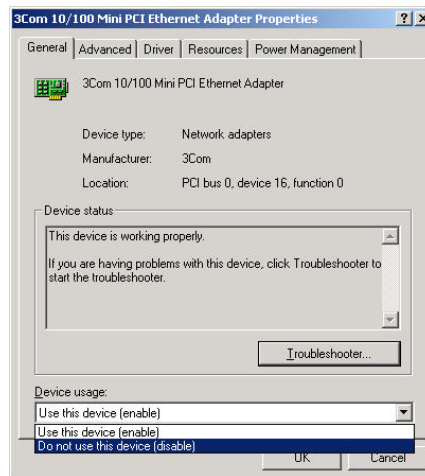 3Com 10/100 Mini PCI Ethernet Adapter Properties
General Advanced Driver Resources Power Management
3Com 10/100 Mini PCI Ethernet Adapter
Device type: Network adapters
Manufacturer: 3Com
Location: PCI bus 0, device 16, function 0
Device status
This device is working properly.
If you are having problems with this device, click Troubleshooter to
start the troubleshooter.
Troubleshooter...
Device usage:
Use this device (enable)
Use this device (enable)
Do not use this device (disable)
OK Cancel